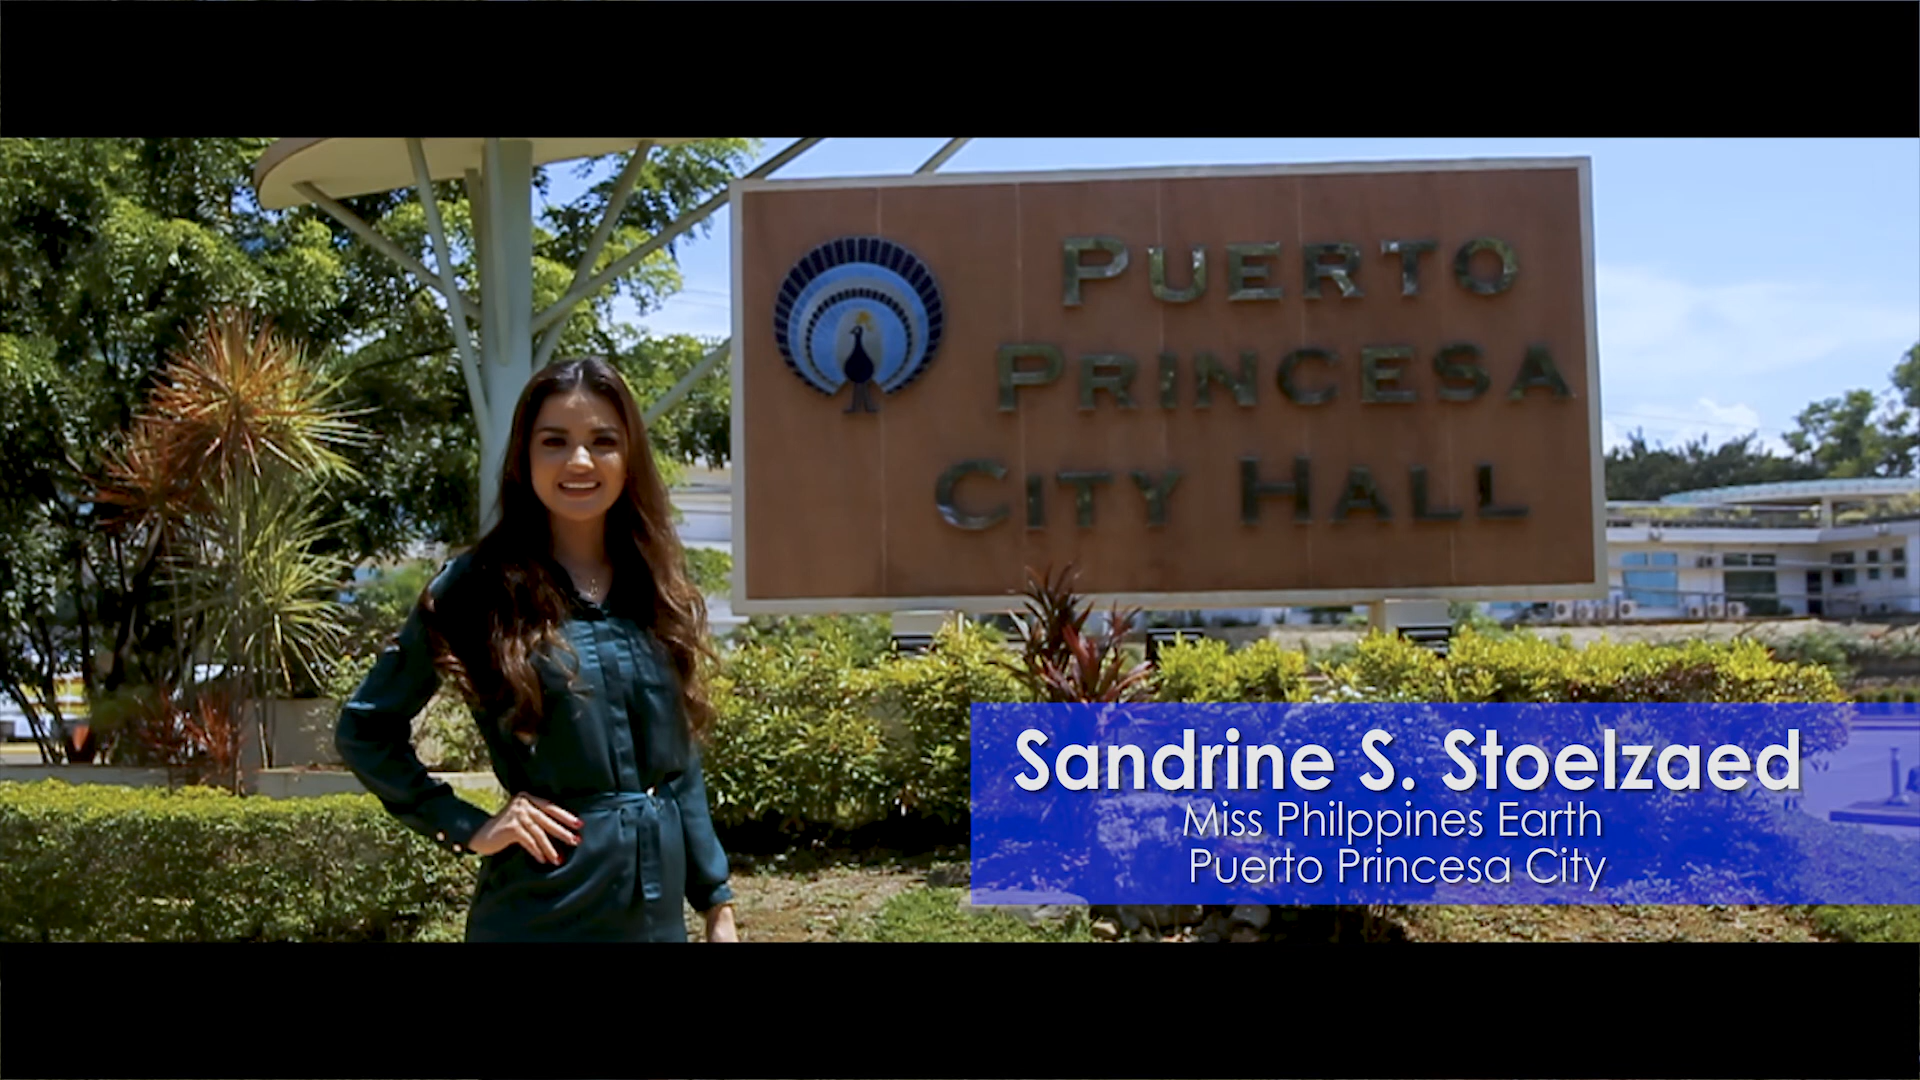 PUERTO
PRINCESA
CITY HALL
Sandrine S. Stoelzaed
Miss Philppines Earth
Puerto Princesa City